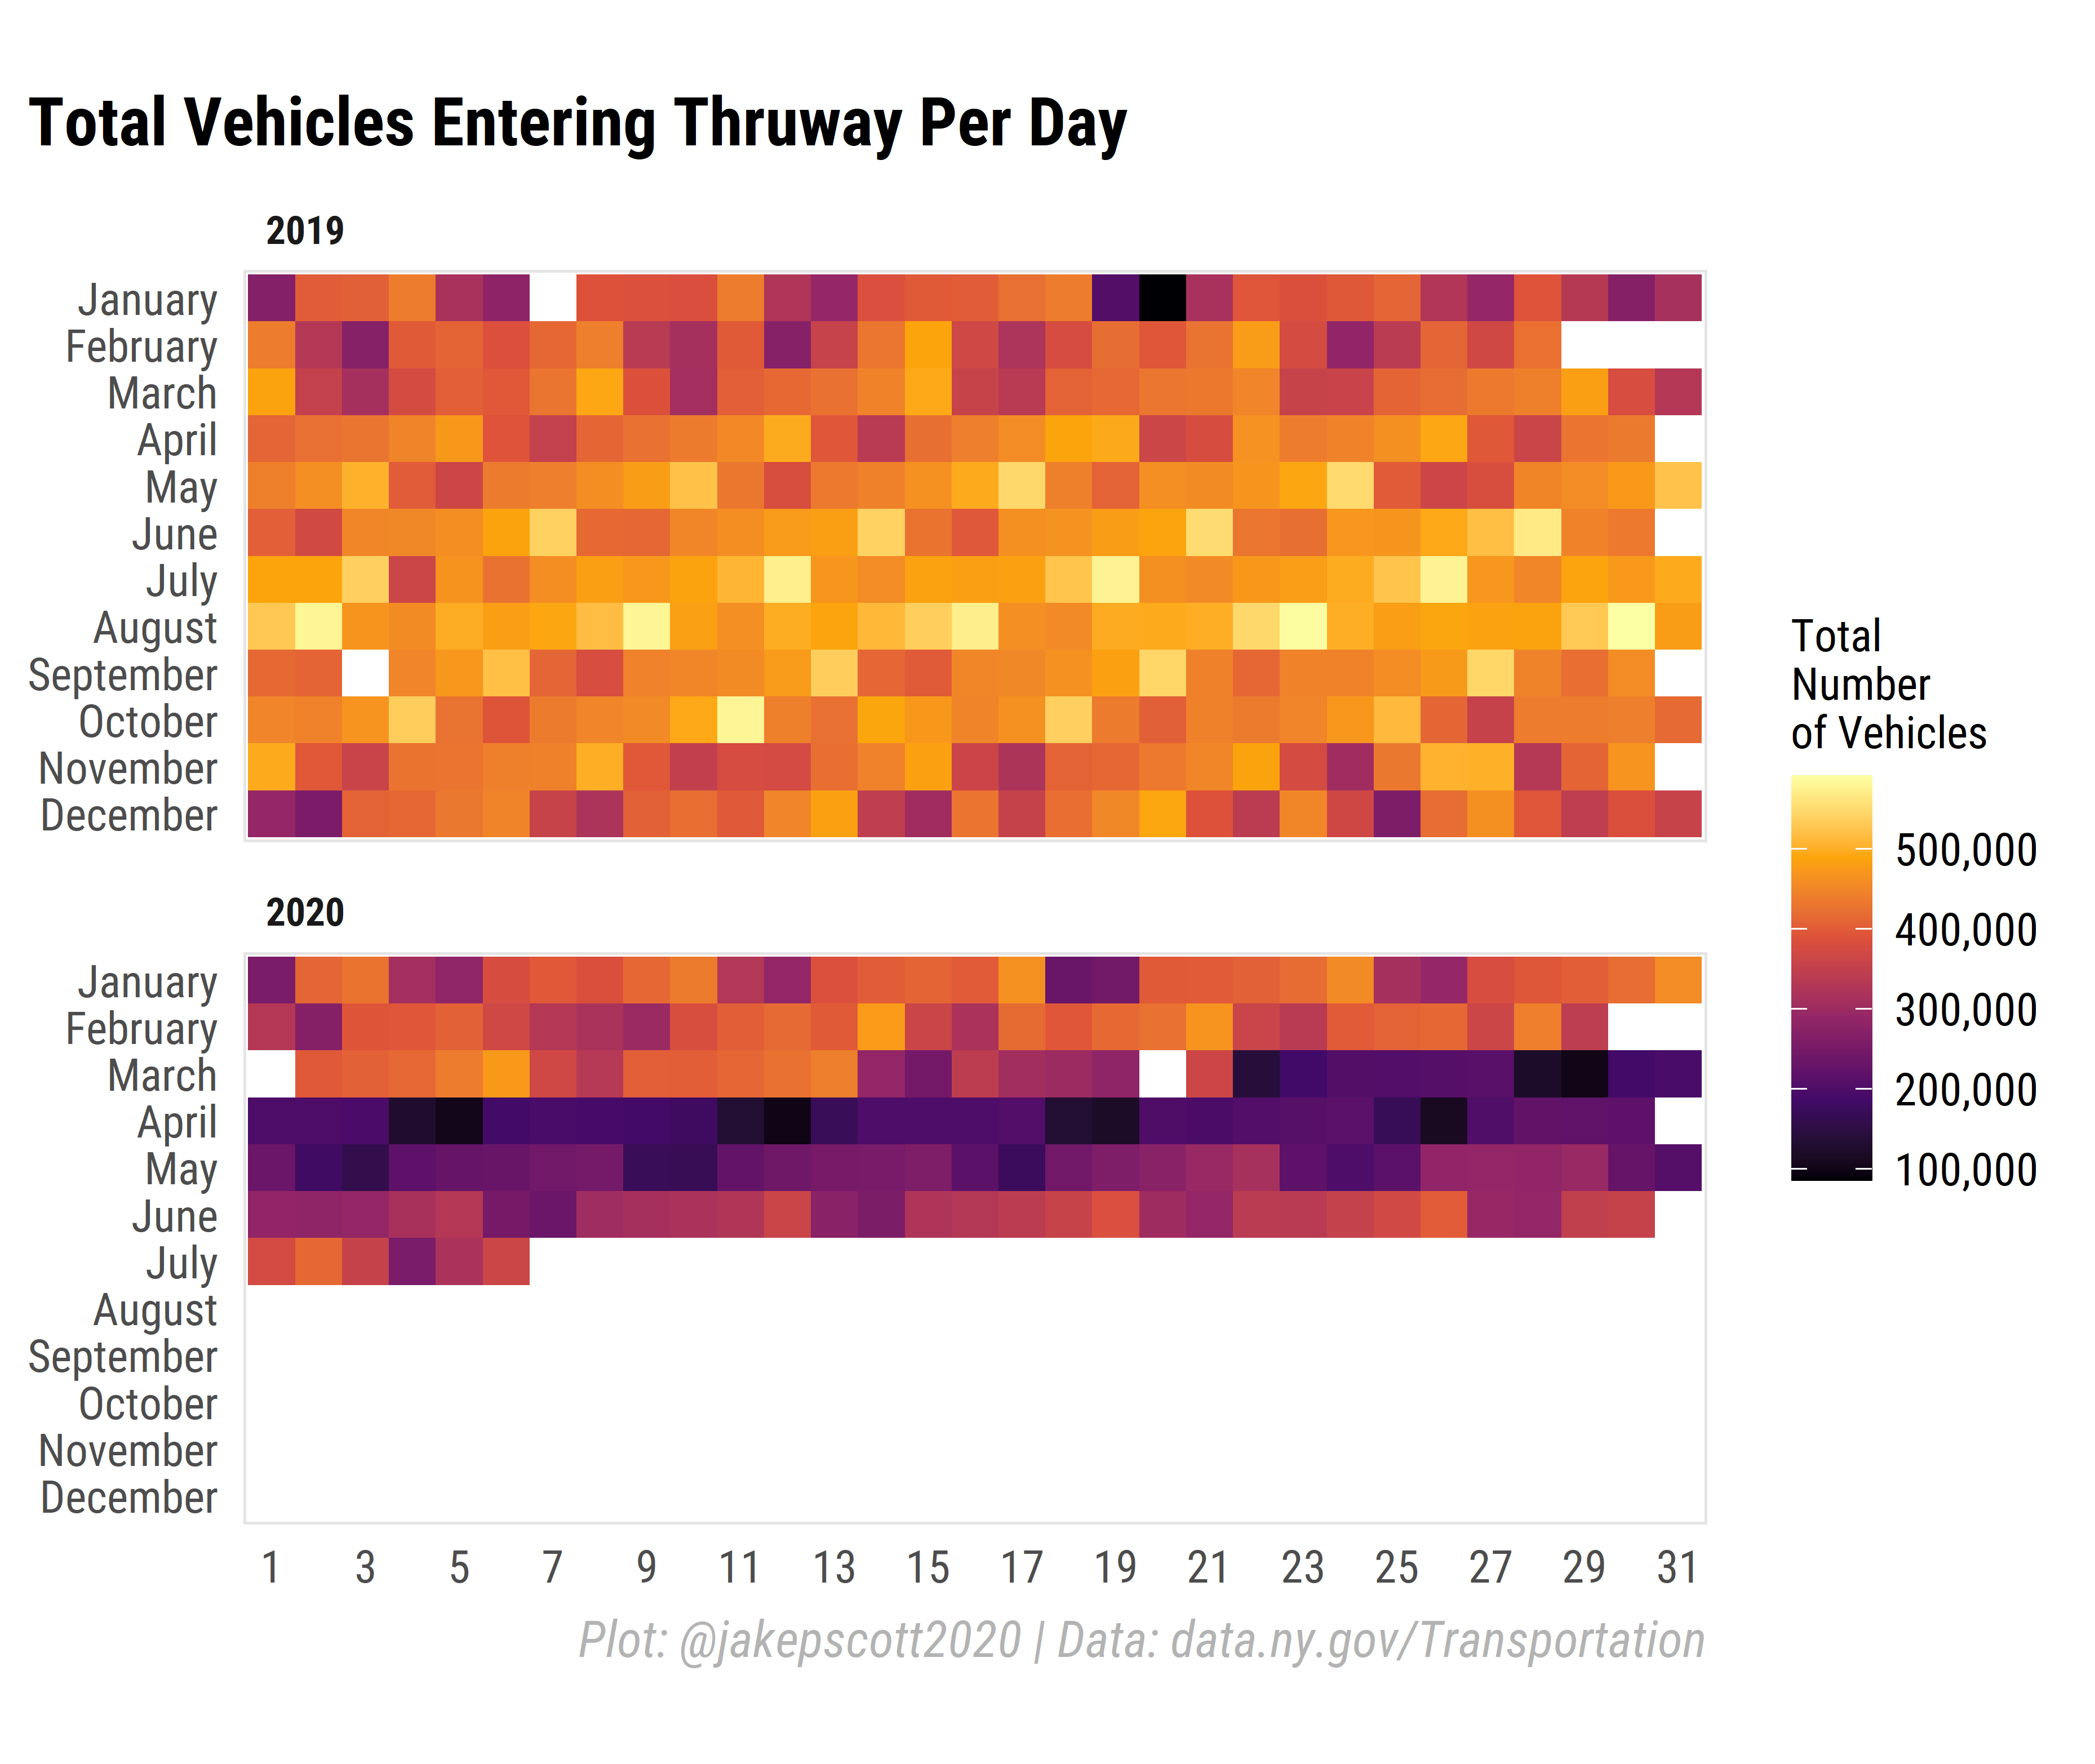 Total Vehicles Entering Thruway Per Day
2019
January
February
March
April
May
June
July
August
September
October
November
December
2020
January
February
March
April
May
June
July
August
September
October
November
December
1 3 5 7 9 11 13 15 17 19 21 23 25 27 29 31
Total
Number
of Vehicles
500,000
400,000
300,000
200,000
100,000
Plot: @jakepscott2020 | Data: data.ny.gov/Transportation